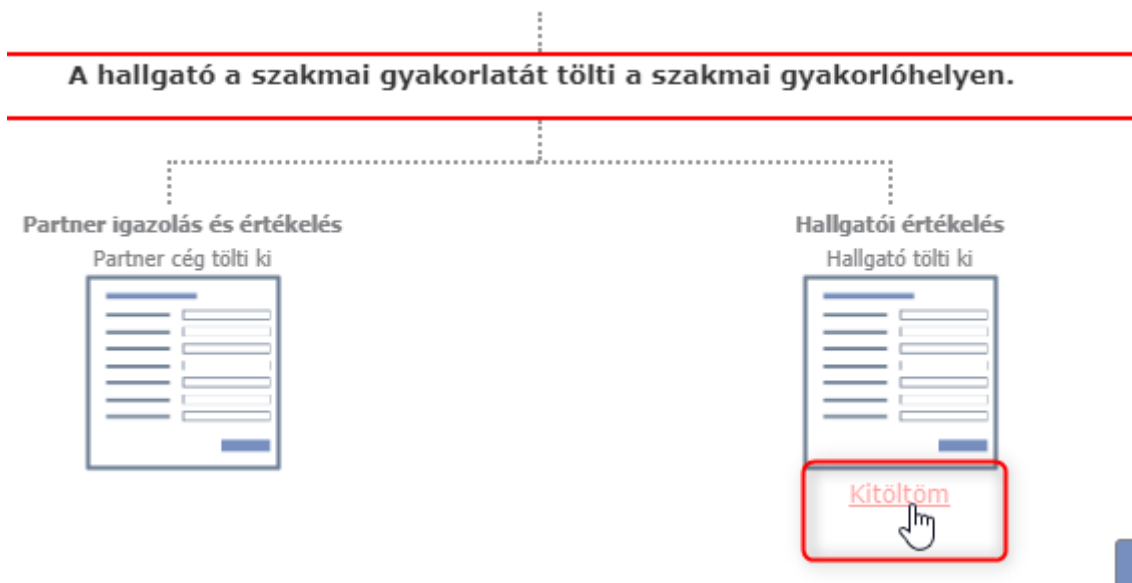 A hallgató a szakmai gyakorlatát tölti a szakmai gyakorlóhelyen.
Partner igazolás és értékelés
Partner cég tölti ki
Hallgatói értékelés
Hallgató tölti ki
Kitöltöm